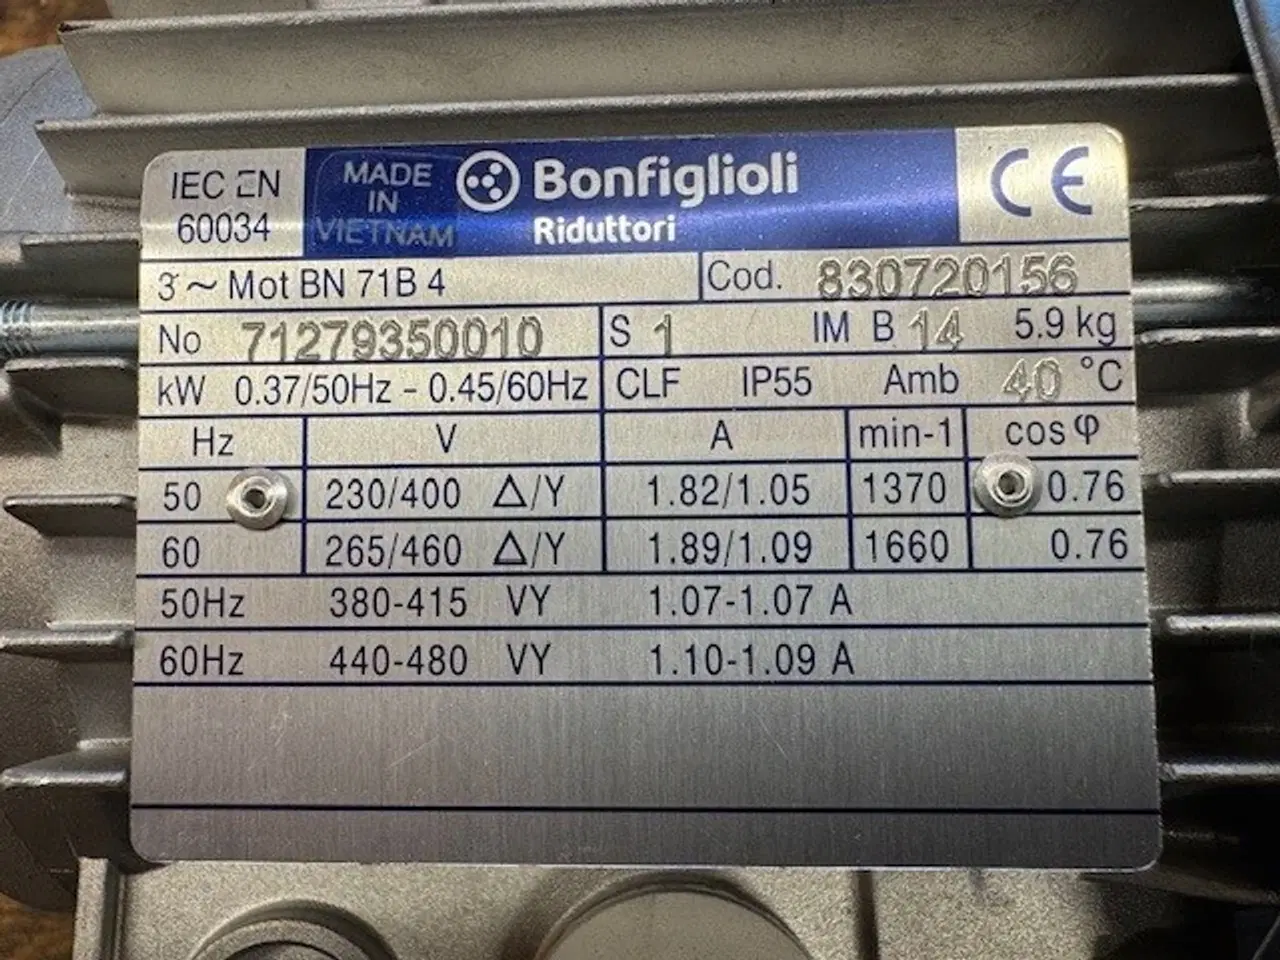 IEC EN
60034
MADE
IN
VIETNAM
Bonfiglioli
Riduttori
CE
3~ Mot BN 71B 4 Cod. 830720156
No 71279350010 S 1 IM B 14 5.9 kg
kW 0.37/50Hz - 0.45/60Hz CLF IP55 Amb 40 °C
Hz V A min-1 cos φ
50 230/400 Δ/Y 1.82/1.05 1370 0.76
60 265/460 Δ/Y 1.89/1.09 1660 0.76
50Hz 380-415 VY 1.07-1.07 A
60Hz 440-480 VY 1.10-1.09 A